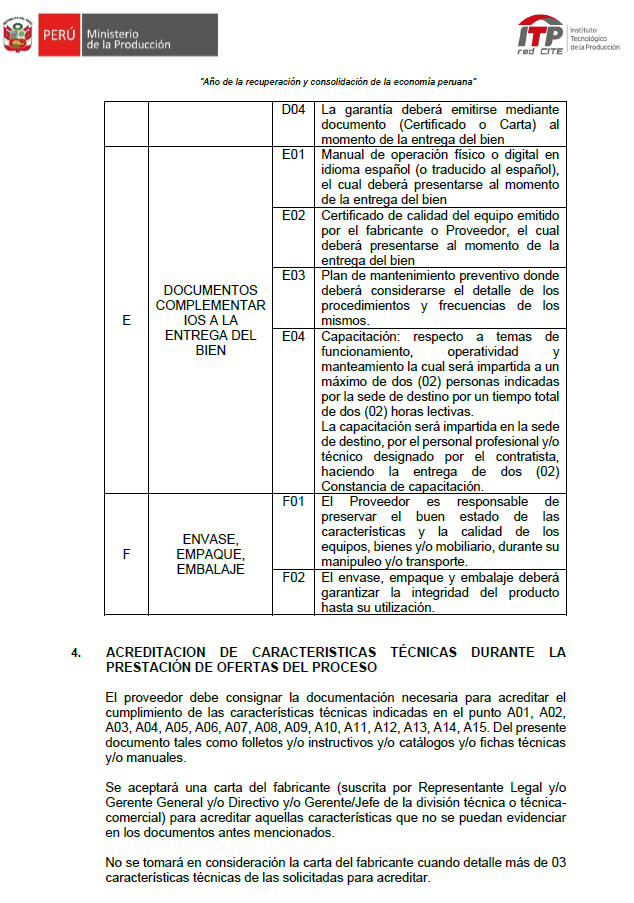 PERÚ
Ministerio
de la Producción
ITP
red CITE
Instituto
Tecnológico
de la Producción
"Año de la recuperación y consolidación de la economía peruana"
D04
La garantía deberá emitirse mediante
documento (Certificado o Carta) al
momento de la entrega del bien
E
DOCUMENTOS
COMPLEMENTAR
IOS A LA
ENTREGA DEL
BIEN
E01
Manual de operación físico o digital en
idioma español (o traducido al español),
el cual deberá presentarse al momento
de la entrega del bien
E02
Certificado de calidad del equipo emitido
por el fabricante o Proveedor, el cual
deberá presentarse al momento de la
entrega del bien
E03
Plan de mantenimiento preventivo donde
deberá considerarse el detalle de los
procedimientos y frecuencias de los
mismos.
E04
Capacitación: respecto a temas de
funcionamiento, operatividad y
manteamiento la cual será impartida a un
máximo de dos (02) personas indicadas
por la sede de destino por un tiempo total
de dos (02) horas lectivas.
La capacitación será impartida en la sede
de destino, por el personal profesional y/o
técnico designado por el contratista,
haciendo la entrega de dos (02)
Constancia de capacitación.
F
ENVASE,
EMPAQUE,
EMBALAJE
F01
El Proveedor es responsable de
preservar el buen estado de las
características y la calidad de los
equipos, bienes y/o mobiliario, durante su
manipuleo y/o transporte.
F02
El envase, empaque y embalaje deberá
garantizar la integridad del producto
hasta su utilización.
4. ACREDITACION DE CARACTERISTICAS TÉCNICAS DURANTE LA
PRESTACIÓN DE OFERTAS DEL PROCESO
El proveedor debe consignar la documentación necesaria para acreditar el
cumplimiento de las características técnicas indicadas en el punto A01, A02,
A03, A04, A05, A06, A07, A08, A09, A10, A11, A12, A13, A14, A15. Del presente
documento tales como folletos y/o instructivos y/o catálogos y/o fichas técnicas
y/o manuales.
Se aceptará una carta del fabricante (suscrita por Representante Legal y/o
Gerente General y/o Directivo y/o Gerente/Jefe de la división técnica o técnica-
comercial) para acreditar aquellas características que no se puedan evidenciar
en los documentos antes mencionados.
No se tomará en consideración la carta del fabricante cuando detalle más de 03
características técnicas de las solicitadas para acreditar.